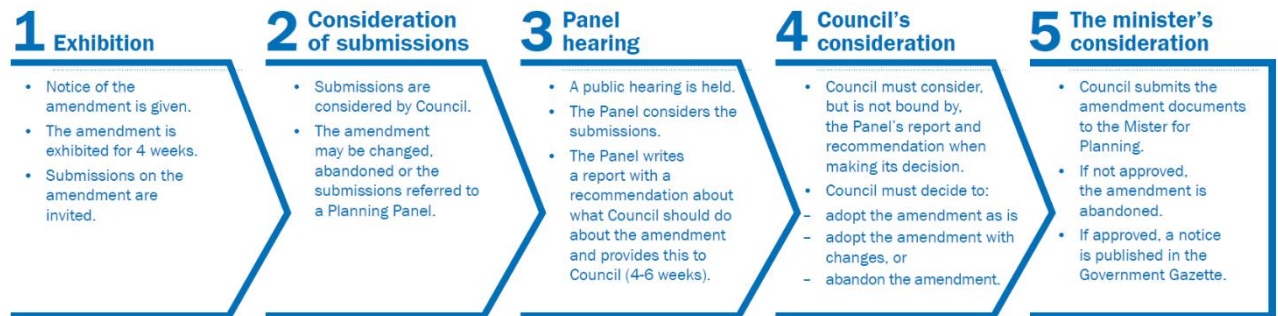 1 Exhibition
• Notice of the
amendment is given.
• The amendment is
exhibited for 4 weeks.
• Submissions on the
amendment are
invited.
2 Consideration
of submissions
• Submissions are
considered by Council.
• The amendment
may be changed,
abandoned or the
submissions referred to
a Planning Panel.
3 Panel
hearing
• A public hearing is held.
• The Panel considers the
submissions.
• The Panel writes
a report with a
recommendation about
what Council should do
about the amendment
and provides this to
Council (4-6 weeks).
4 Council's
consideration
• Council must consider,
but is not bound by,
the Panel's report and
recommendation when
making its decision.
• Council must decide to:
– adopt the amendment as is
– adopt the amendment with
changes, or
– abandon the amendment.
5 The minister's
consideration
• Council submits the
amendment documents
to the Mister for
Planning.
• If not approved,
the amendment is
abandoned.
• If approved, a notice
is published in the
Government Gazette.